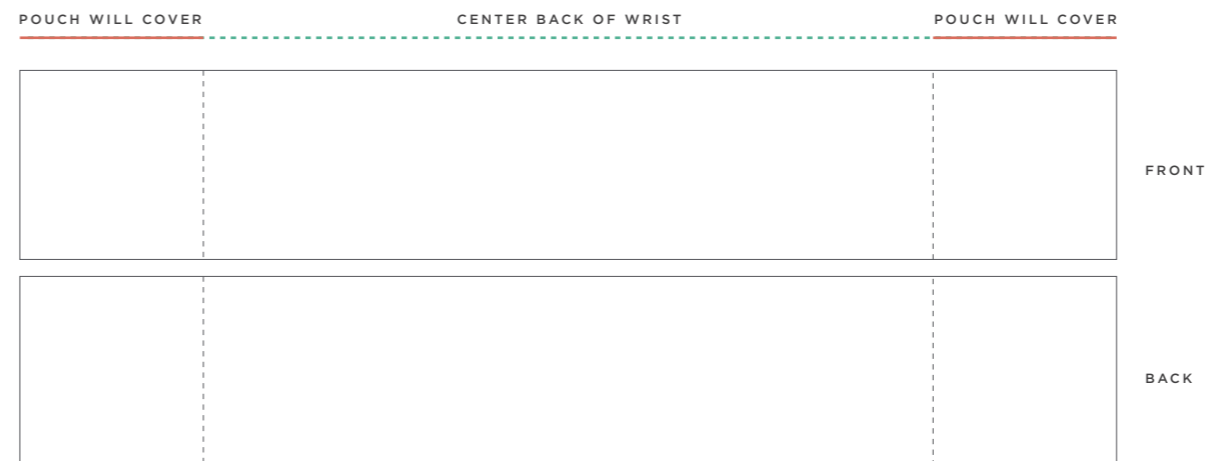 POUCH WILL COVER
CENTER BACK OF WRIST
POUCH WILL COVER
FRONT
BACK